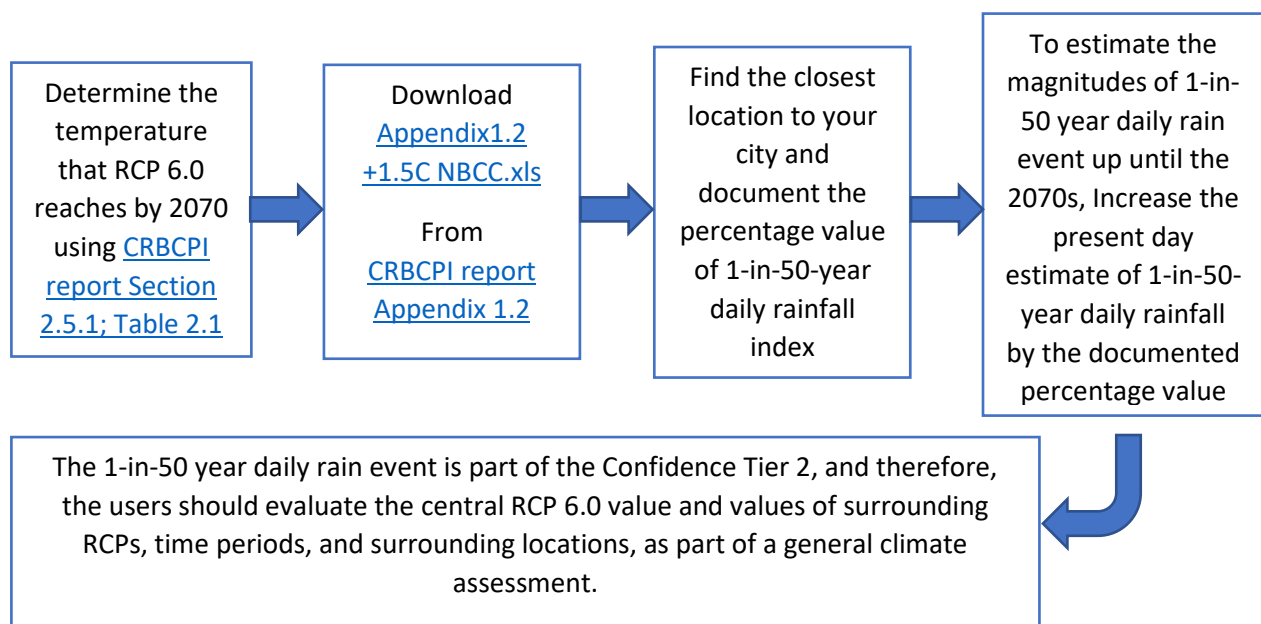 Determine the
temperature
that RCP 6.0
reaches by 2070
using CRBCPI
report Section
2.5.1; Table 2.1
Download
Appendix1.2
+1.5C NBCC.xls
From
CRBCPI report
Appendix 1.2
Find the closest
location to your
city and
document the
percentage value
of 1-in-50-year
daily rainfall
index
To estimate the
magnitudes of 1-in-
50 year daily rain
event up until the
2070s, Increase the
present day
estimate of 1-in-50-
year daily rainfall
by the documented
percentage value
The 1-in-50 year daily rain event is part of the Confidence Tier 2, and therefore,
the users should evaluate the central RCP 6.0 value and values of surrounding
RCPs, time periods, and surrounding locations, as part of a general climate
assessment.